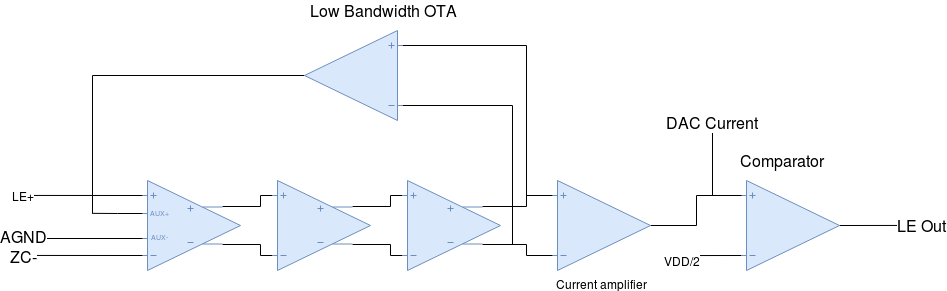 Low Bandwidth OTA
+
−
DAC Current
Comparator
LE+
+
+
AUX+
AGND
AUX-
−
ZC-
−
+
+
−
−
+
+
−
−
+
−
Current amplifier
+
VDD/2
−
LE Out